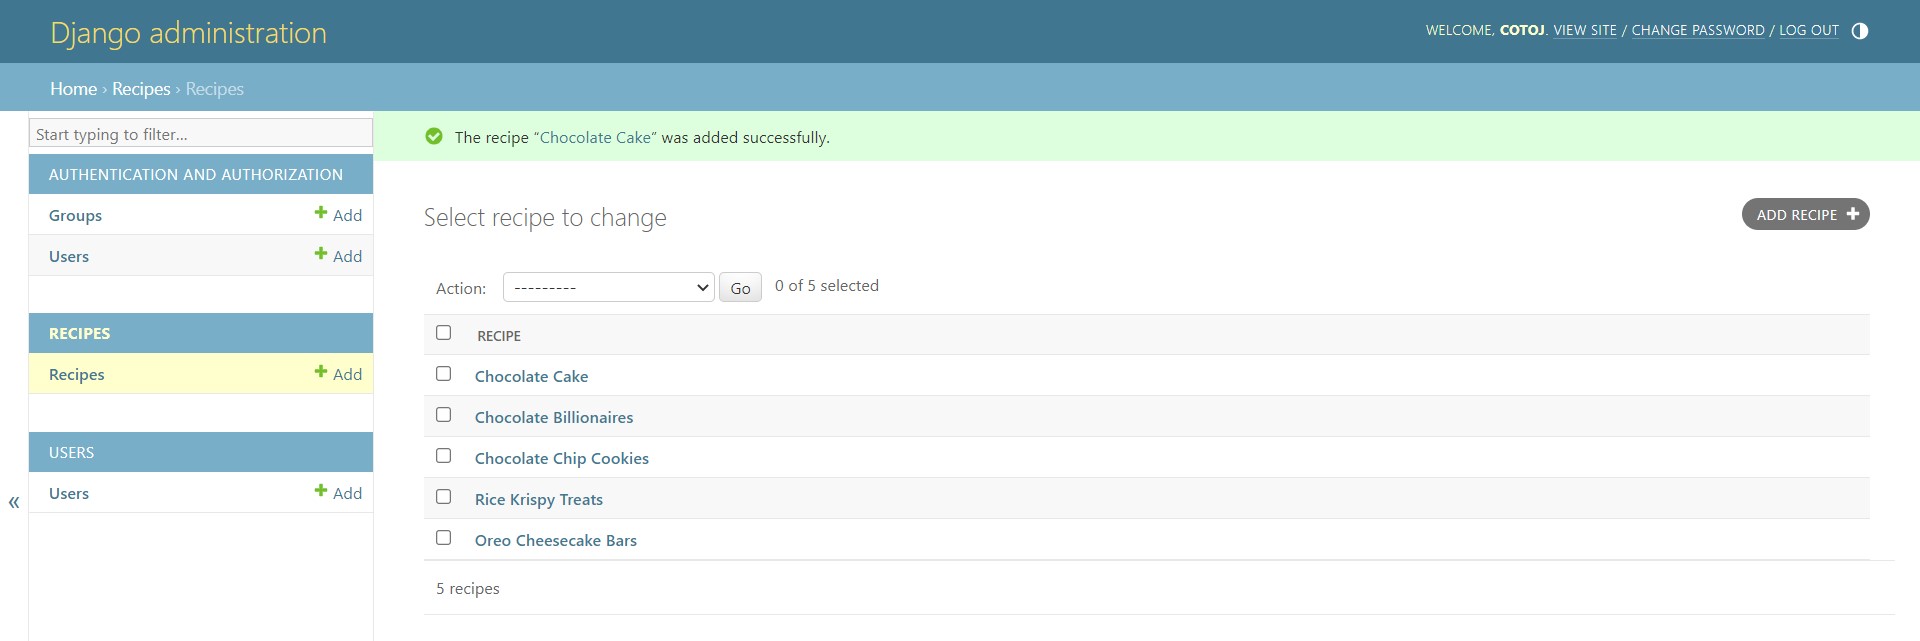 Django administration
WELCOME, COTOJ. VIEW SITE / CHANGE PASSWORD / LOG OUT
Home › Recipes › Recipes
Start typing to filter...
AUTHENTICATION AND AUTHORIZATION
Groups + Add
Users + Add
RECIPES
Recipes + Add
USERS
Users + Add
«
The recipe “Chocolate Cake” was added successfully.
Select recipe to change
ADD RECIPE +
Action: --------- Go 0 of 5 selected
RECIPE
Chocolate Cake
Chocolate Billionaires
Chocolate Chip Cookies
Rice Krispy Treats
Oreo Cheesecake Bars
5 recipes